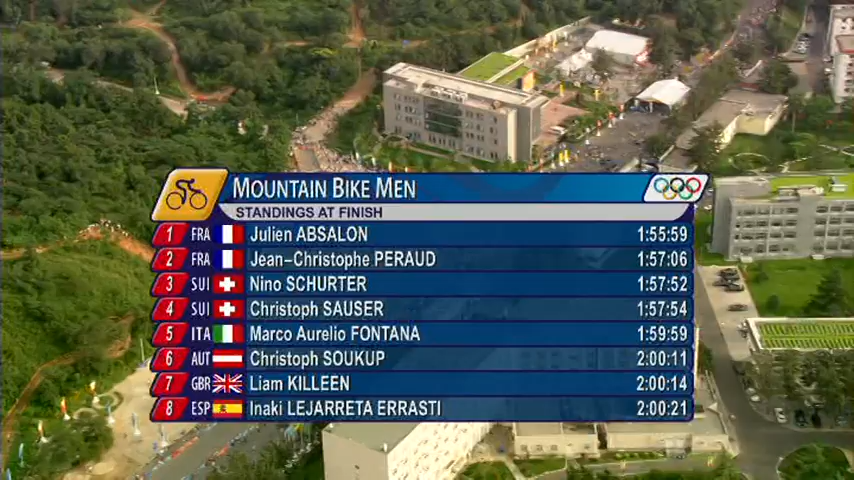 MOUNTAIN BIKE MEN
STANDINGS AT FINISH
1 FRA Julien ABSALON 1:55:59
2 FRA Jean-Christophe PERAUD 1:57:06
3 SUI Nino SCHURTER 1:57:52
4 SUI Christoph SAUSER 1:57:54
5 ITA Marco Aurelio FONTANA 1:59:59
6 AUT Christoph SOUKUP 2:00:11
7 GBR Liam KILLEEN 2:00:14
8 ESP Inaki LEJARRETA ERRASTI 2:00:21